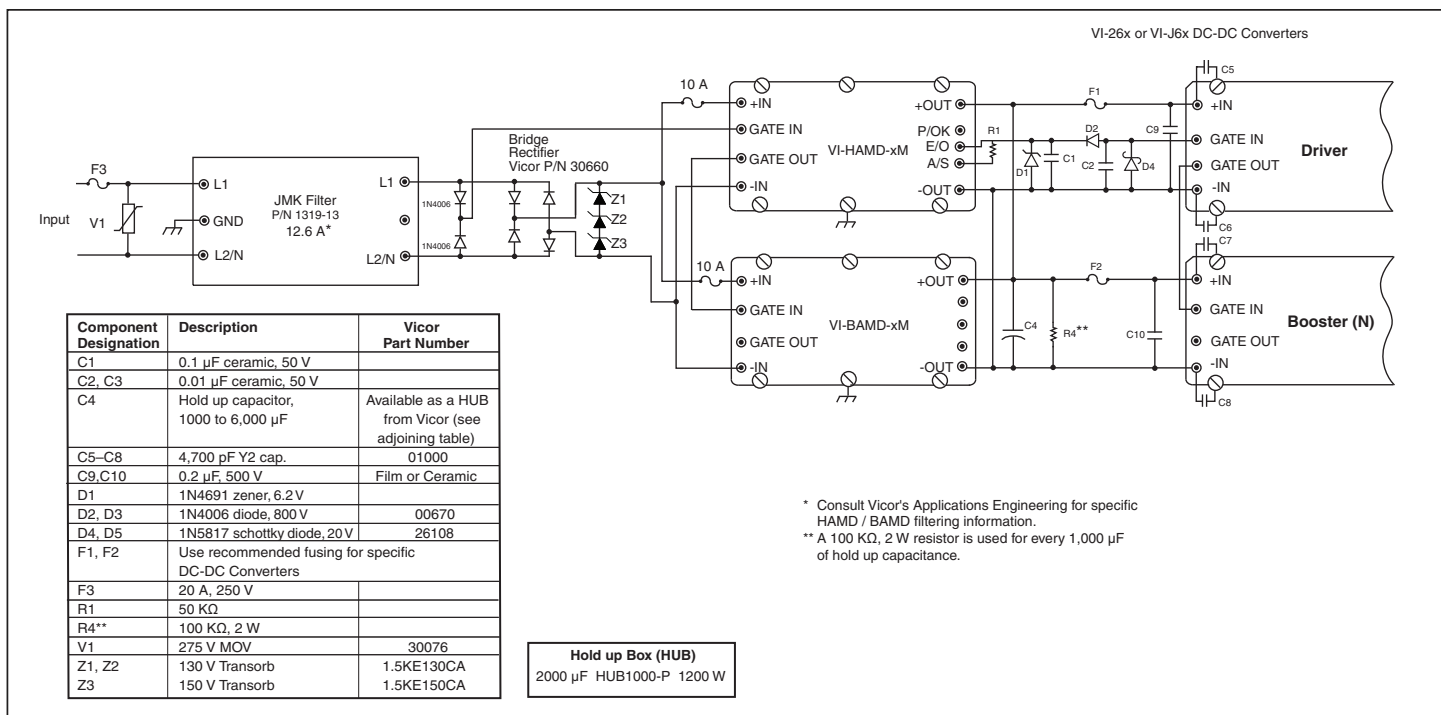 VI-26x or VI-J6x DC-DC Converters
C5
10 A
F1
+IN
+OUT
+IN
GATE IN
P/OK
R1
D2
C9
GATE IN
Bridge
Rectifier
Vicor P/N 30660
VI-HAMD-xM
E/O
Driver
F3
GATE OUT
A/S
D1
C1
C2
D4
GATE OUT
L1
JMK Filter
P/N 1319-13
12.6 A*
L1
1N4006
Z1
-IN
-OUT
-IN
Input
V1
GND
Z2
C6
L2/N
L2/N
1N4006
Z3
C7
10 A
+IN
+OUT
F2
+IN
GATE IN
VI-BAMD-xM
C4
R4**
C10
GATE IN
Booster (N)
GATE OUT
GATE OUT
-IN
-OUT
-IN
C8
Component Designation Description Vicor Part Number
C1 0.1 µF ceramic, 50 V
C2, C3 0.01 µF ceramic, 50 V
C4 Hold up capacitor, Available as a HUB
1000 to 6,000 µF from Vicor (see
adjoining table)
C5–C8 4,700 pF Y2 cap. 01000
C9,C10 0.2 µF, 500 V Film or Ceramic
D1 1N4691 zener, 6.2 V
D2, D3 1N4006 diode, 800 V 00670
D4, D5 1N5817 schottky diode, 20 V 26108
F1, F2 Use recommended fusing for specific
DC-DC Converters
F3 20 A, 250 V
R1 50 KΩ
R4** 100 KΩ, 2 W
V1 275 V MOV 30076
Z1, Z2 130 V Transorb 1.5KE130CA
Z3 150 V Transorb 1.5KE150CA
Hold up Box (HUB)
2000 µF HUB1000-P 1200 W
* Consult Vicor's Applications Engineering for specific
HAMD / BAMD filtering information.
** A 100 KΩ, 2 W resistor is used for every 1,000 µF
of hold up capacitance.